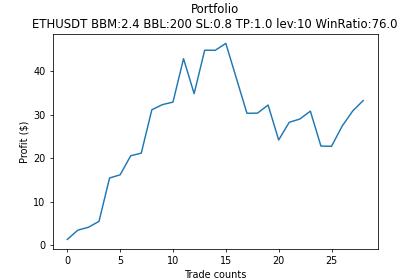 Portfolio
ETHUSDT BBM:2.4 BBL:200 SL:0.8 TP:1.0 lev:10 WinRatio:76.0
Profit ($)
40
30
20
10
0
0 5 10 15 20 25
Trade counts